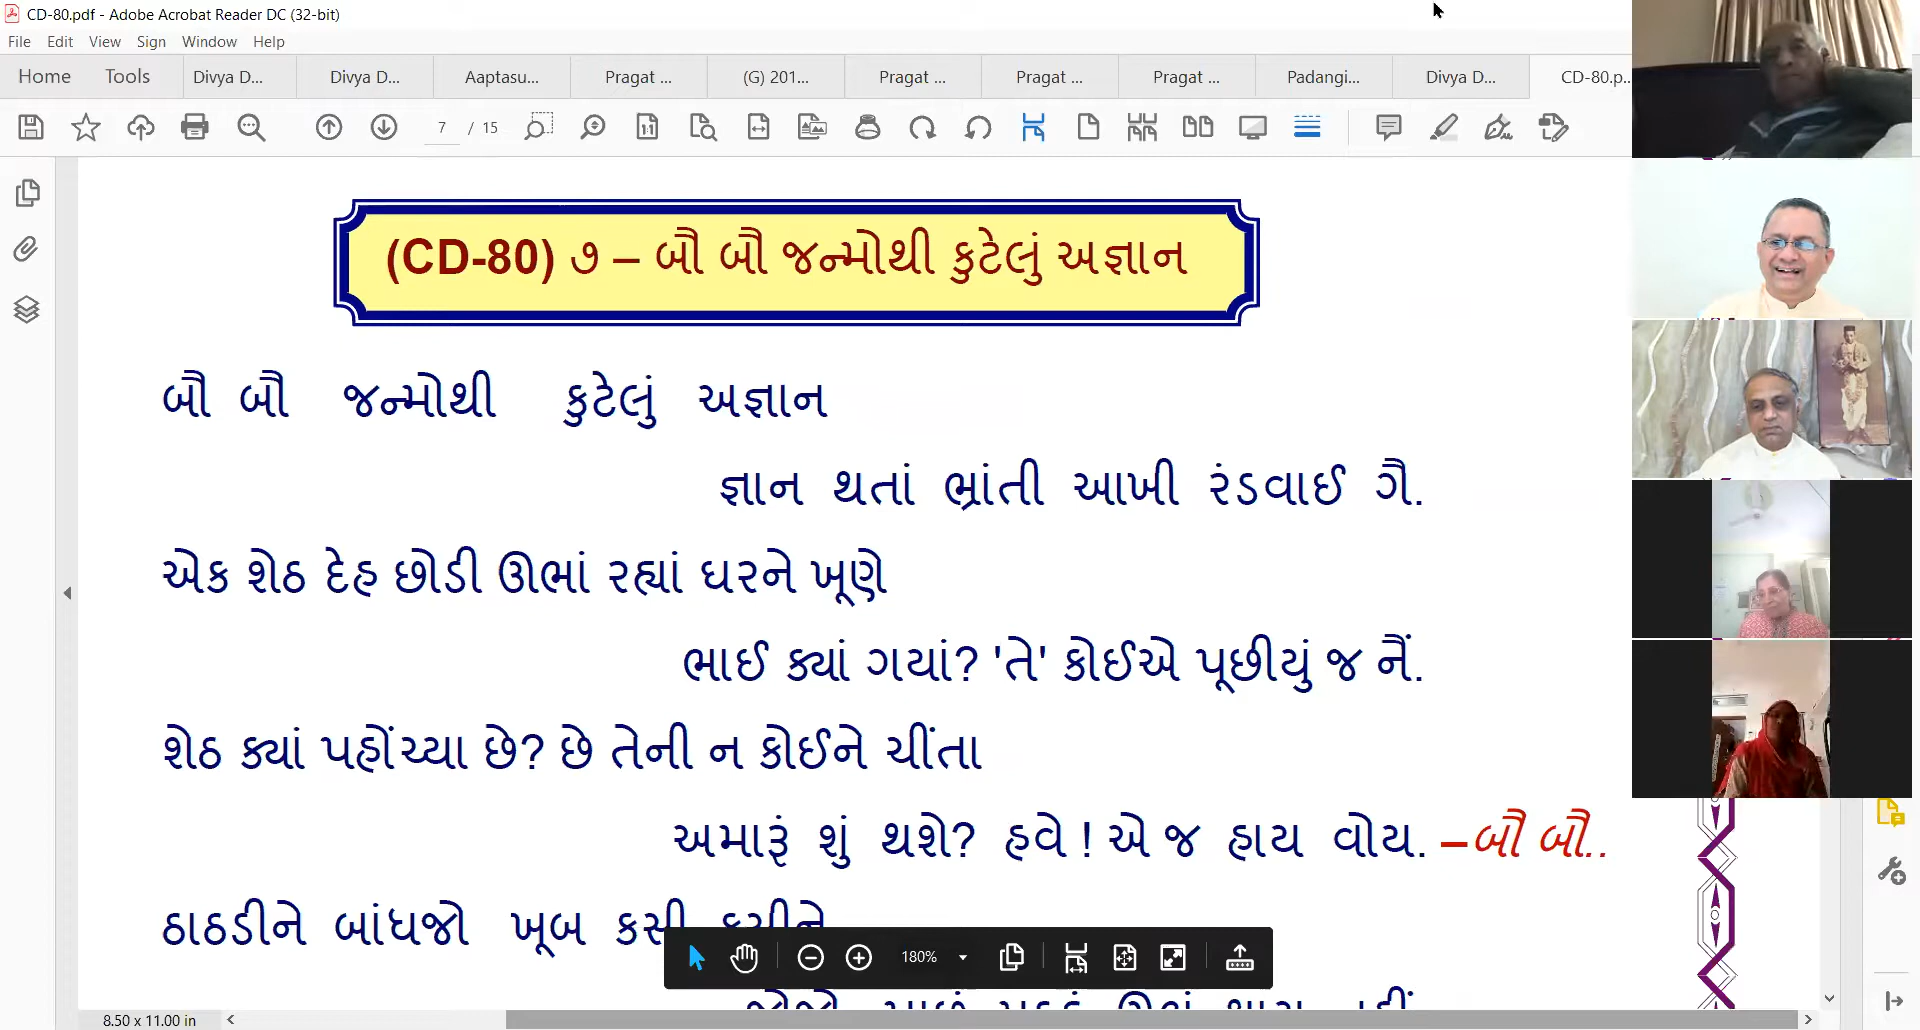 CD-80.pdf - Adobe Acrobat Reader DC (32-bit)
File Edit View Sign Window Help
Home Tools Divya D... Divya D... Aaptasu... Pragat ... (G) 201... Pragat ... Pragat ... Pragat ... Padangi... Divya D... CD-80.p..
7 / 15
(CD-80) ૭ – બૌ બૌ જન્મોથી કુટેલું અજ્ઞાન
બૌ બૌ જન્મોથી કુટેલું અજ્ઞાન
જ્ઞાન થતાં ભ્રાંતી આખી રંડવાઈ ગૈ.
એક શેઠ દેહ છોડી ઊભાં રહ્યાં ઘરને ખૂણે
ભાઈ ક્યાં ગયાં? 'તે' કોઈએ પૂછીયું જ નૈં.
શેઠ ક્યાં પહોંચ્યા છે? છે તેની ન કોઈને ચીંતા
અમારૂં શું થશે? હવે ! એ જ હાય વોય. –બૌ બૌ..
ઠાઠડીને બાંધજો ખૂબ કસી કસીને
180%
8.50 x 11.00 in